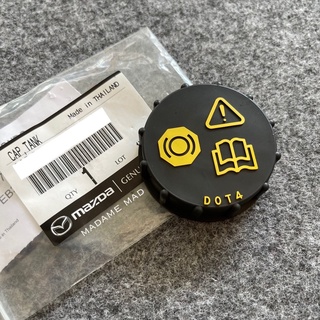 Made in THAILAND
CAP,TANK
QTY
1
LOT
mazda
GENU
MADAME MAD
DOT4